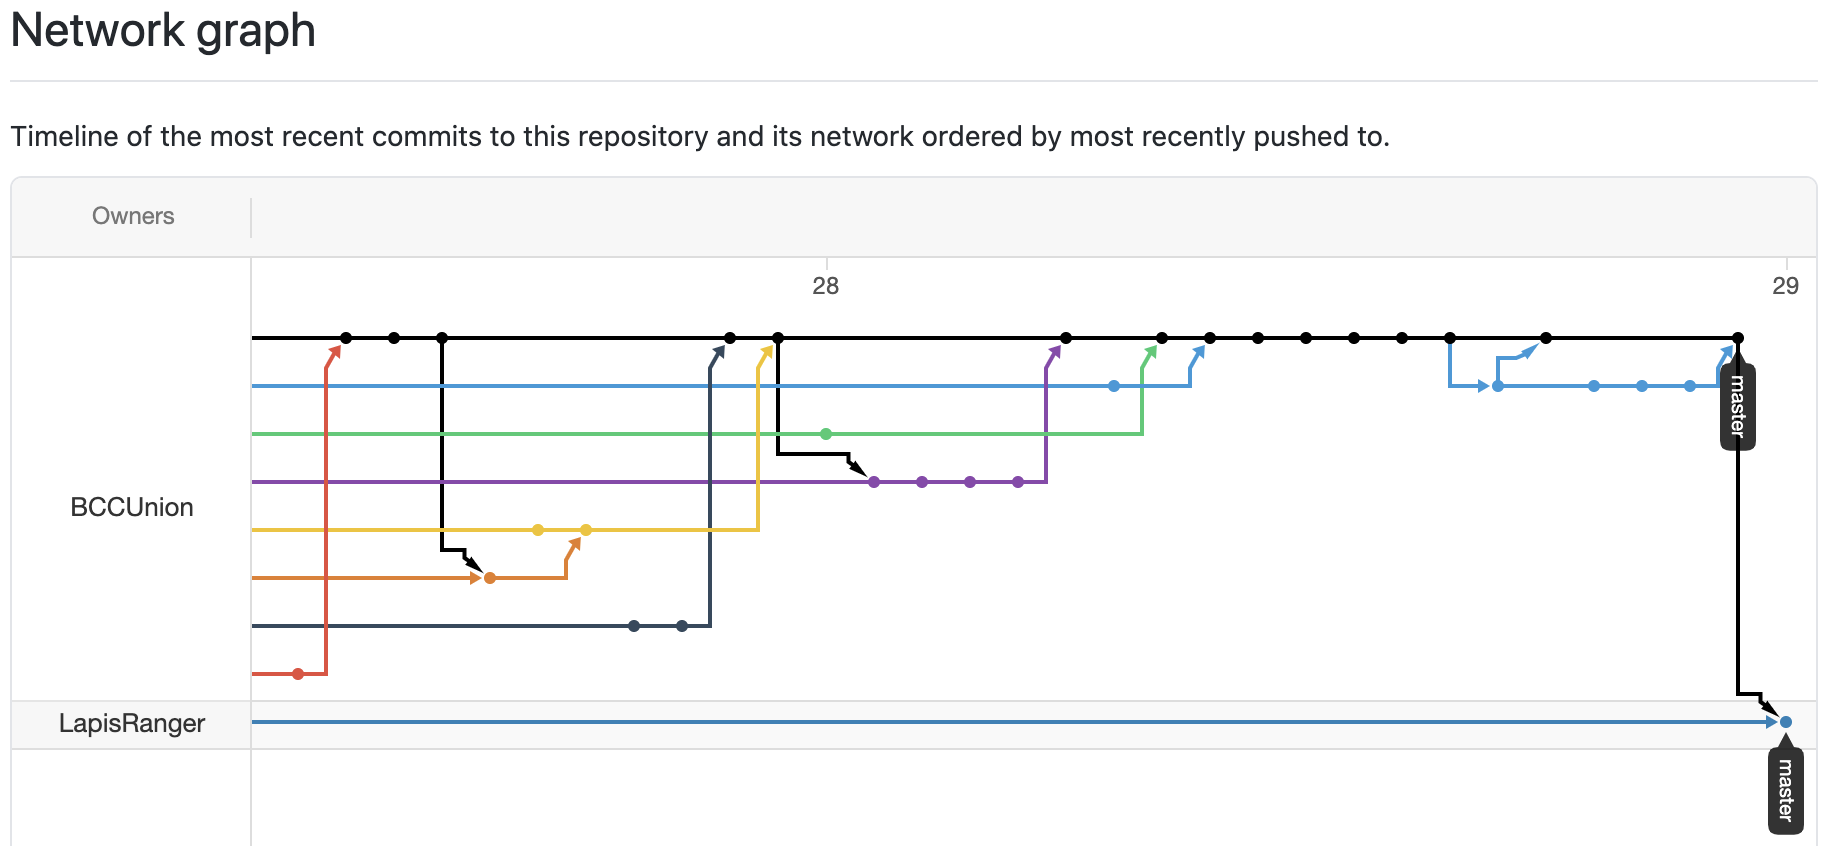 Network graph
Timeline of the most recent commits to this repository and its network ordered by most recently pushed to.
Owners
28
29
master
BCCUnion
LapisRanger
master